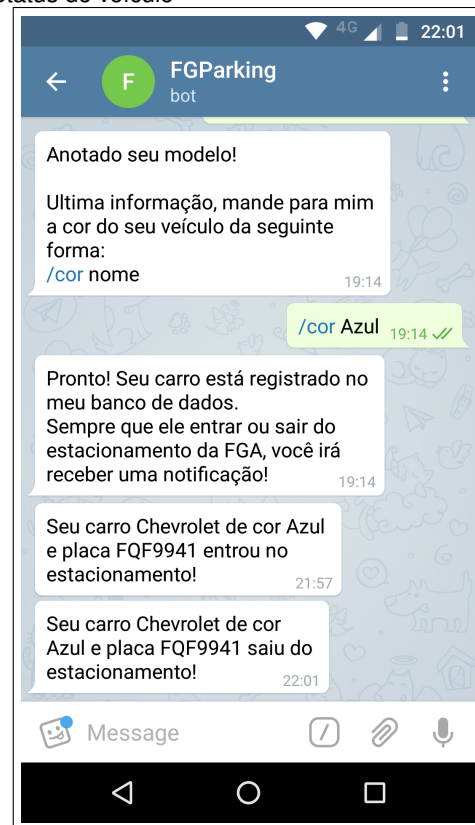 Status do veículo
4G 22:01
F
FGParking
bot
Anotado seu modelo!
Ultima informação, mande para mim
a cor do seu veículo da seguinte
forma:
/cor nome
19:14
/cor Azul 19:14
Pronto! Seu carro está registrado no
meu banco de dados.
Sempre que ele entrar ou sair do
estacionamento da FGA, você irá
receber uma notificação!
19:14
Seu carro Chevrolet de cor Azul
e placa FQF9941 entrou no
estacionamento!
21:57
Seu carro Chevrolet de cor
Azul e placa FQF9941 saiu do
estacionamento!
22:01
Message